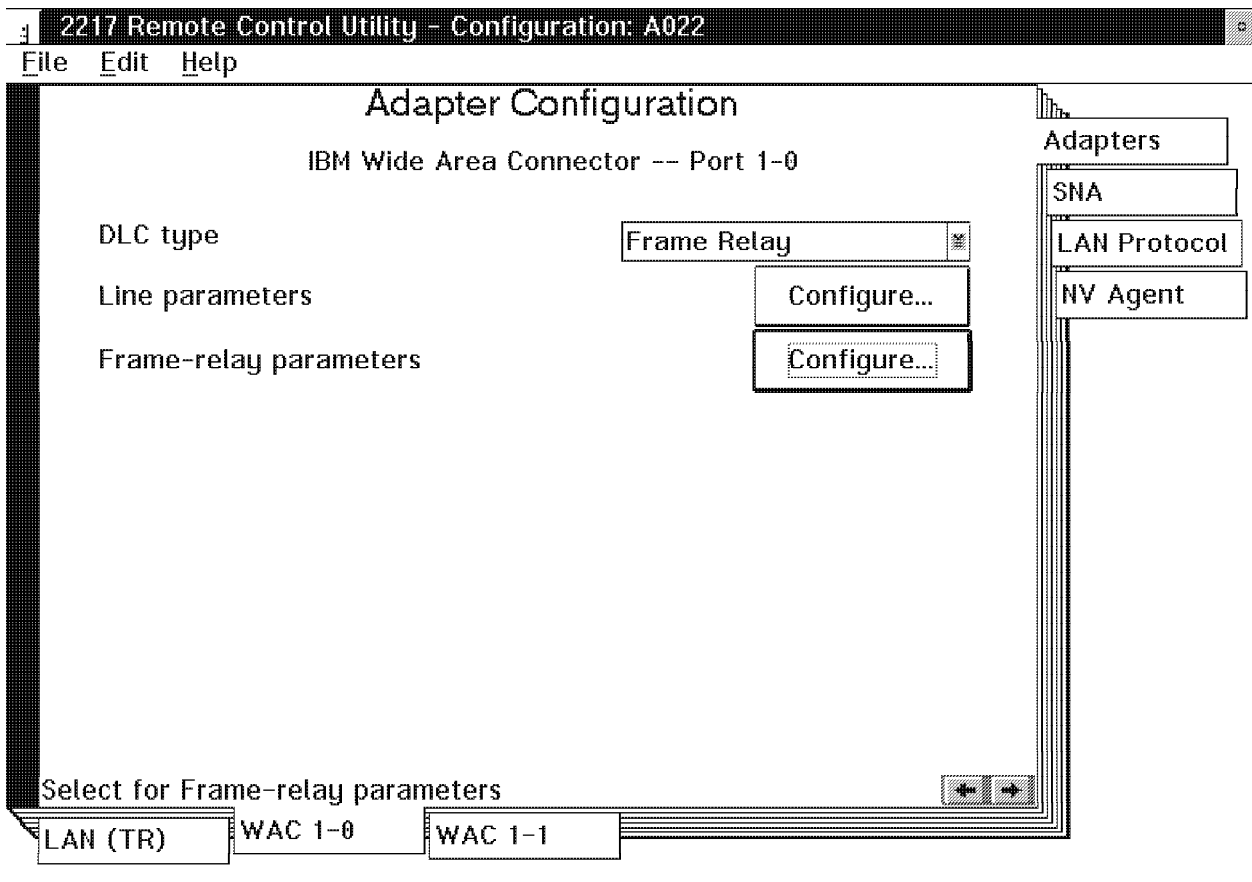 2217 Remote Control Utility - Configuration: A022
File Edit Help
Adapter Configuration
IBM Wide Area Connector -- Port 1-0
DLC type
Frame Relay
Line parameters
Configure...
Frame-relay parameters
Configure...
Select for Frame-relay parameters
Adapters
SNA
LAN Protocol
NV Agent
LAN (TR)
WAC 1-0
WAC 1-1